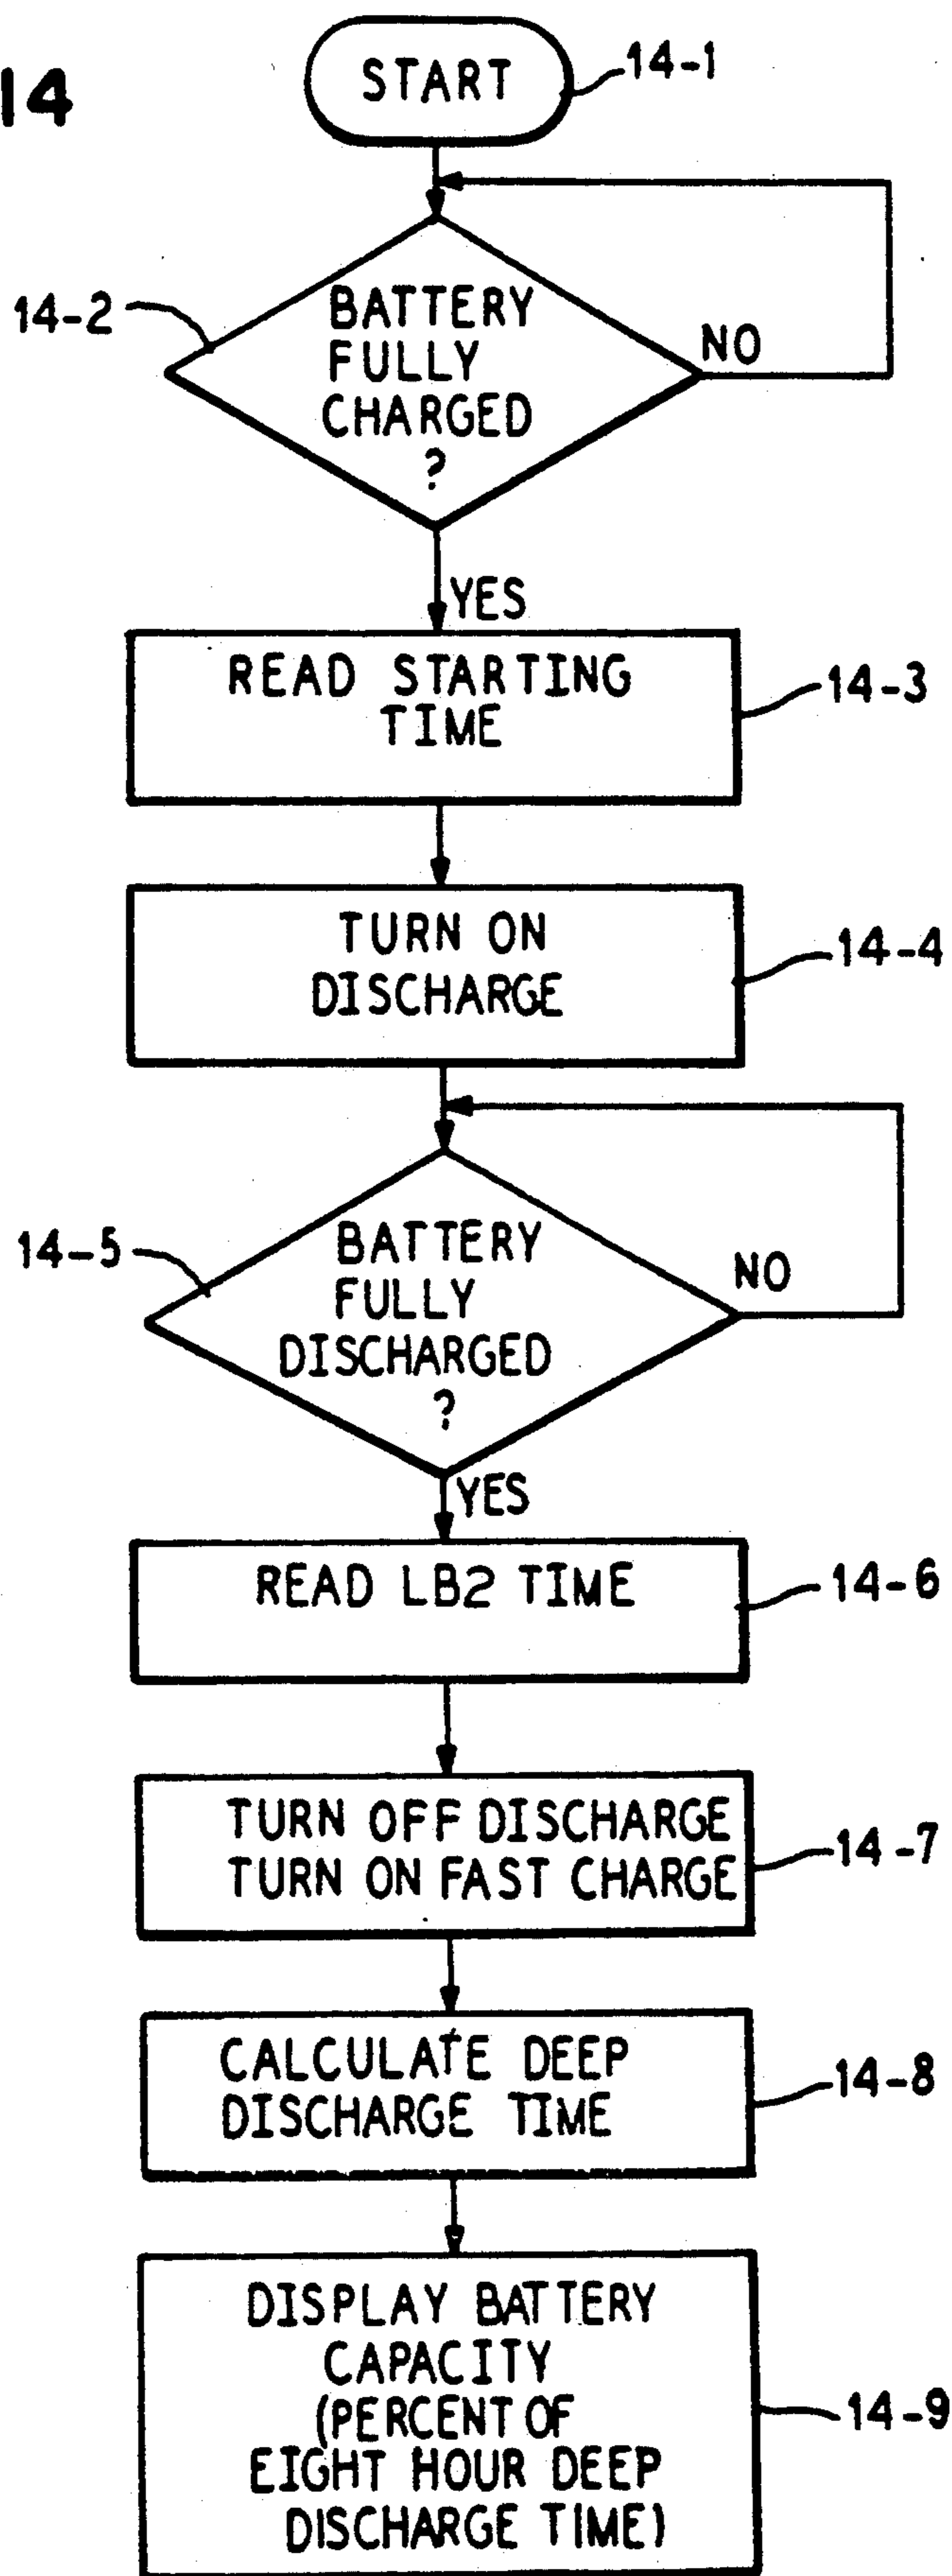 14
START
14-1
14-2
BATTERY
FULLY
CHARGED
?
NO
YES
READ STARTING
TIME
14-3
TURN ON
DISCHARGE
14-4
14-5
BATTERY
FULLY
DISCHARGED
?
NO
YES
READ LB2 TIME
14-6
TURN OFF DISCHARGE
TURN ON FAST CHARGE
14-7
CALCULATE DEEP
DISCHARGE TIME
14-8
DISPLAY BATTERY
CAPACITY
(PERCENT OF
EIGHT HOUR DEEP
DISCHARGE TIME)
14-9